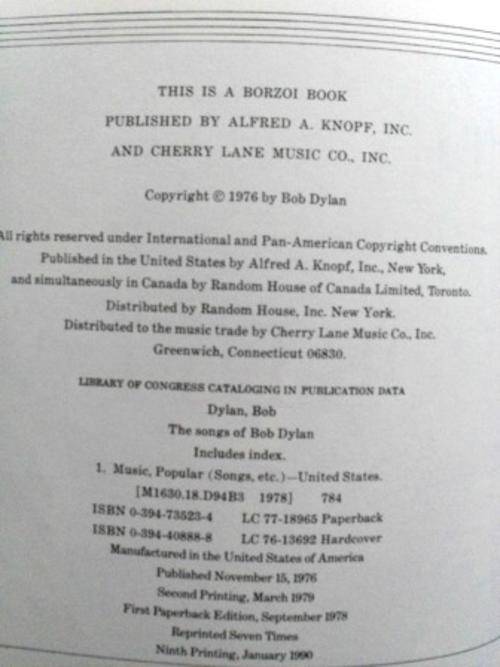 THIS IS A BORZOI BOOK
PUBLISHED BY ALFRED A. KNOPF, INC.
AND CHERRY LANE MUSIC CO., INC.
Copyright © 1976 by Bob Dylan
All rights reserved under International and Pan-American Copyright Conventions.
Published in the United States by Alfred A. Knopf, Inc., New York,
and simultaneously in Canada by Random House of Canada Limited, Toronto.
Distributed by Random House, Inc. New York.
Distributed to the music trade by Cherry Lane Music Co., Inc.
Greenwich, Connecticut 06830.
LIBRARY OF CONGRESS CATALOGING IN PUBLICATION DATA
Dylan, Bob
The songs of Bob Dylan
Includes index.
1. Music, Popular (Songs, etc.)—United States.
[M1630.18.D94B3 1978] 784
ISBN 0-394-73523-4 LC 77-18965 Paperback
ISBN 0-394-40888-8 LC 76-13692 Hardcover
Manufactured in the United States of America
Published November 15, 1976
Second Printing, March 1979
First Paperback Edition, September 1978
Reprinted Seven Times
Ninth Printing, January 1990